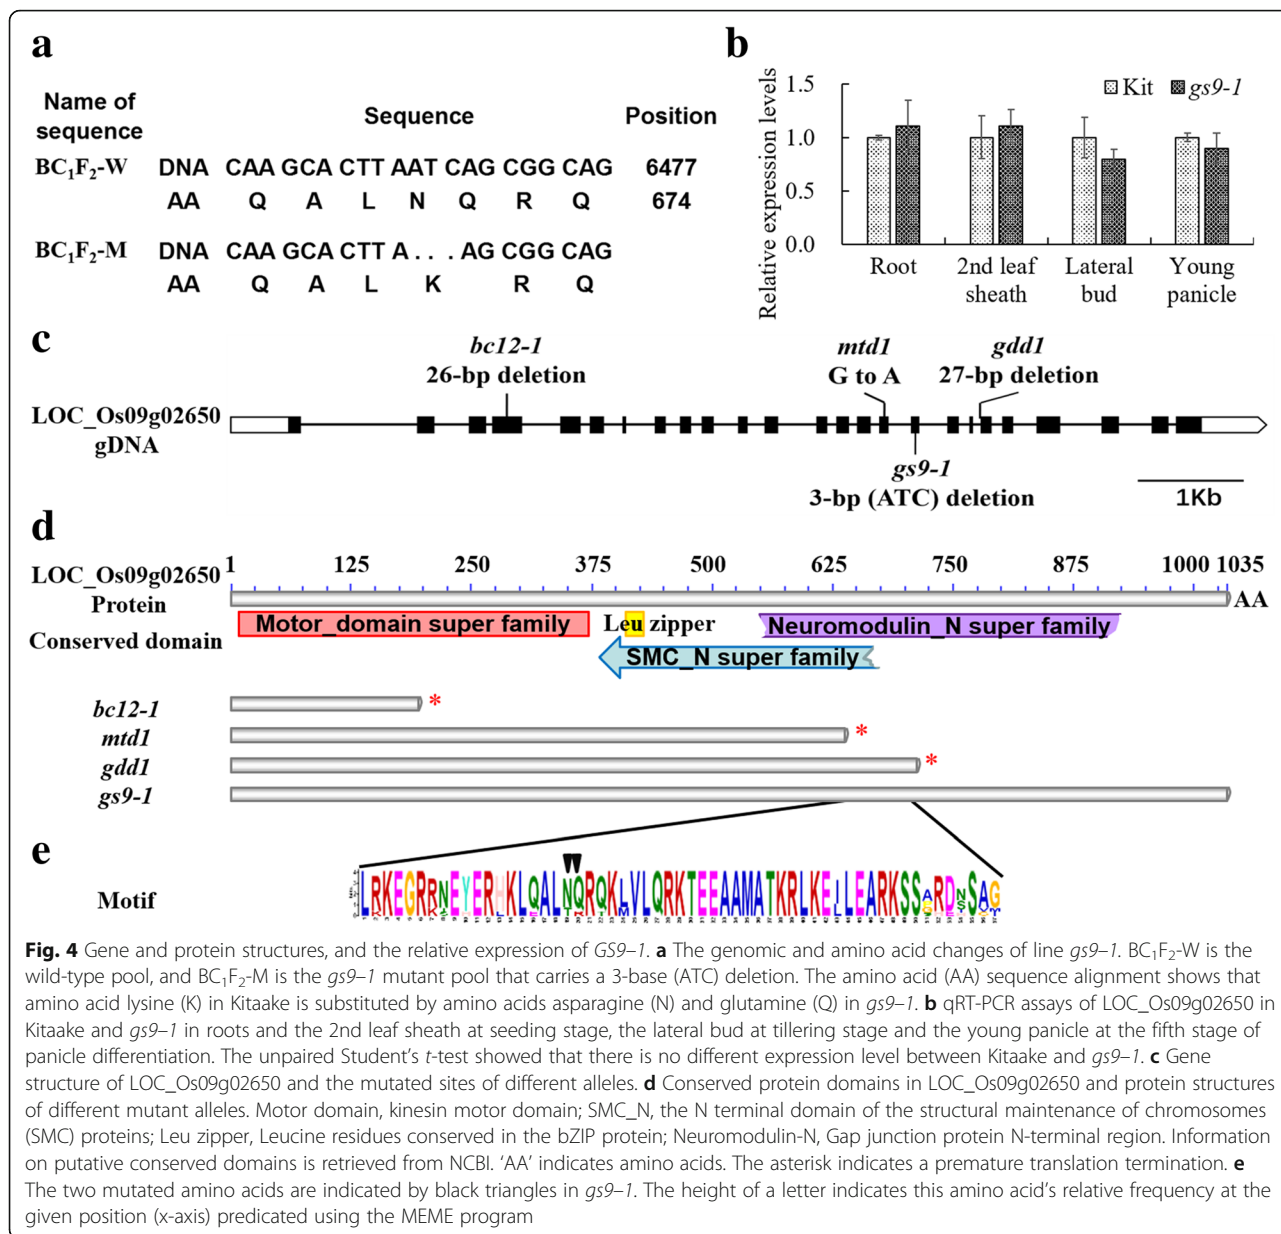 a
Name of sequence
Sequence
Position
BC1F2-W DNA CAA GCA CTT AAT CAG CGG CAG 6477
AA Q A L N Q R Q 674
BC1F2-M DNA CAA GCA CTT A . . . AG CGG CAG
AA Q A L K R Q
b
Relative expression levels
1.5
1.0
0.5
0.0
Kit gs9-1
Root
2nd leaf sheath
Lateral bud
Young panicle
c
bc12-1
26-bp deletion
mtd1
G to A
gdd1
27-bp deletion
LOC_Os09g02650
gDNA
gs9-1
3-bp (ATC) deletion
1Kb
d
1 125 250 375 500 625 750 875 1000 1035
LOC_Os09g02650
Protein
AA
Conserved domain
Motor_domain super family
Leu zipper
Neuromodulin_N super family
SMC_N super family
bc12-1 *
mtd1 *
gdd1 *
gs9-1
e
Motif
Fig. 4 Gene and protein structures, and the relative expression of GS9–1. a The genomic and amino acid changes of line gs9–1. BC1F2-W is the
wild-type pool, and BC1F2-M is the gs9–1 mutant pool that carries a 3-base (ATC) deletion. The amino acid (AA) sequence alignment shows that
amino acid lysine (K) in Kitaake is substituted by amino acids asparagine (N) and glutamine (Q) in gs9–1. b qRT-PCR assays of LOC_Os09g02650 in
Kitaake and gs9–1 in roots and the 2nd leaf sheath at seeding stage, the lateral bud at tillering stage and the young panicle at the fifth stage of
panicle differentiation. The unpaired Student's t-test showed that there is no different expression level between Kitaake and gs9–1. c Gene
structure of LOC_Os09g02650 and the mutated sites of different alleles. d Conserved protein domains in LOC_Os09g02650 and protein structures
of different mutant alleles. Motor domain, kinesin motor domain; SMC_N, the N terminal domain of the structural maintenance of chromosomes
(SMC) proteins; Leu zipper, Leucine residues conserved in the bZIP protein; Neuromodulin-N, Gap junction protein N-terminal region. Information
on putative conserved domains is retrieved from NCBI. ‘AA’ indicates amino acids. The asterisk indicates a premature translation termination. e
The two mutated amino acids are indicated by black triangles in gs9–1. The height of a letter indicates this amino acid's relative frequency at the
given position (x-axis) predicated using the MEME program